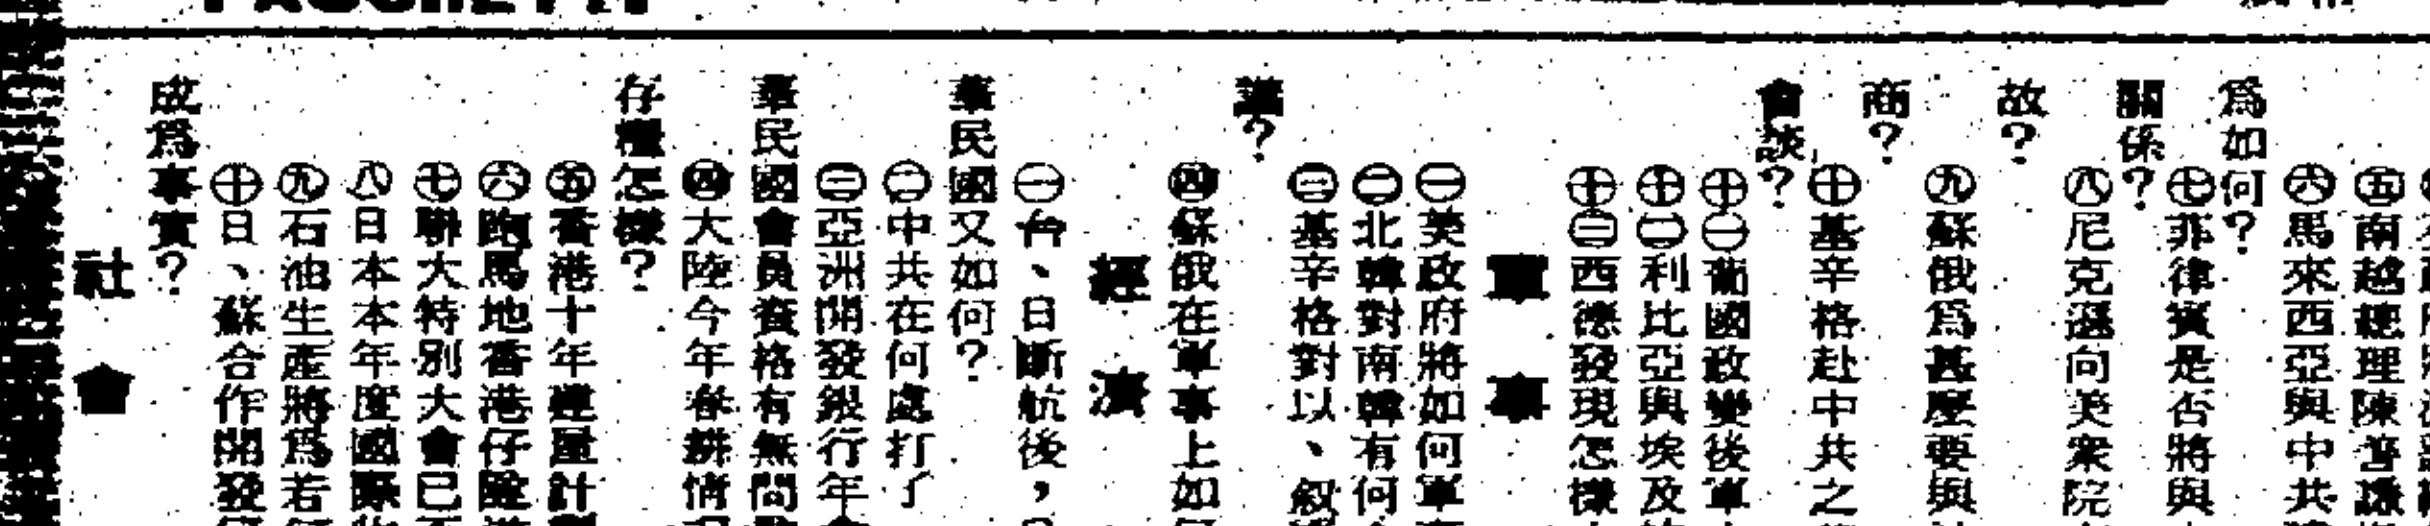 ㊄南越總理陳善謙
㊅馬來西亞與中共
爲如何？
㊆菲律賓是否將與
關係？
㊇尼克遜向美衆院
故？
㊈蘇俄爲甚麼要與
商？
㊉基辛格赴中共之
會談？
㊉㊀葡國政變後軍
㊉㊁利比亞與埃及
㊉㊂西德發現怎樣
軍事
㊀美政府將如何軍
㊁北韓對南韓有何
㊂基辛格對以、敘
議？
㊃蘇俄在軍事上如
經濟
㊀台、日斷航後，
㊁中共在何處打了
華民國又如何？
㊂亞洲開發銀行年
華民國會員資格有無問
㊃大陸今年春耕情
存糧怎樣？
㊄香港十年建屋計
㊅跑馬地香港仔隧
㊆聯大特別大會已
㊇日本本年度國際
㊈石油生產將爲若
㊉日、蘇合作開發
成爲事實？
社會